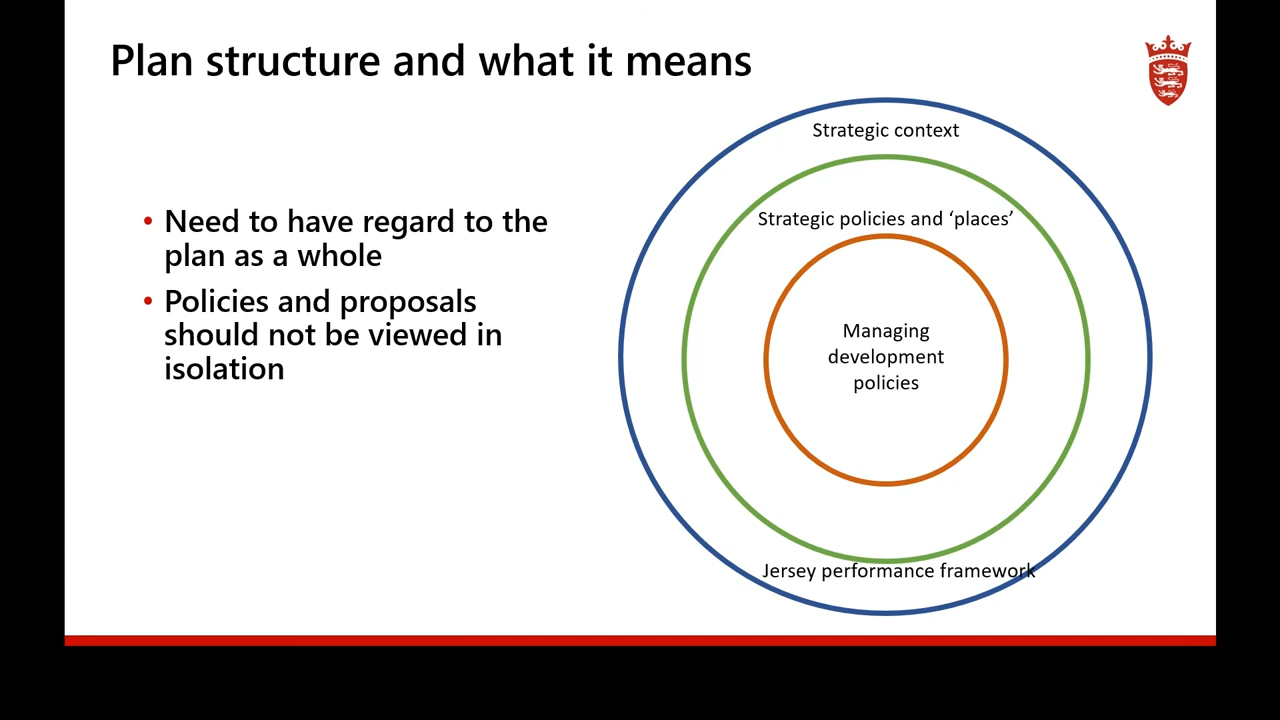 Plan structure and what it means
• Need to have regard to the
plan as a whole
• Policies and proposals
should not be viewed in
isolation
Strategic context
Strategic policies and ‘places’
Managing
development
policies
Jersey performance framework